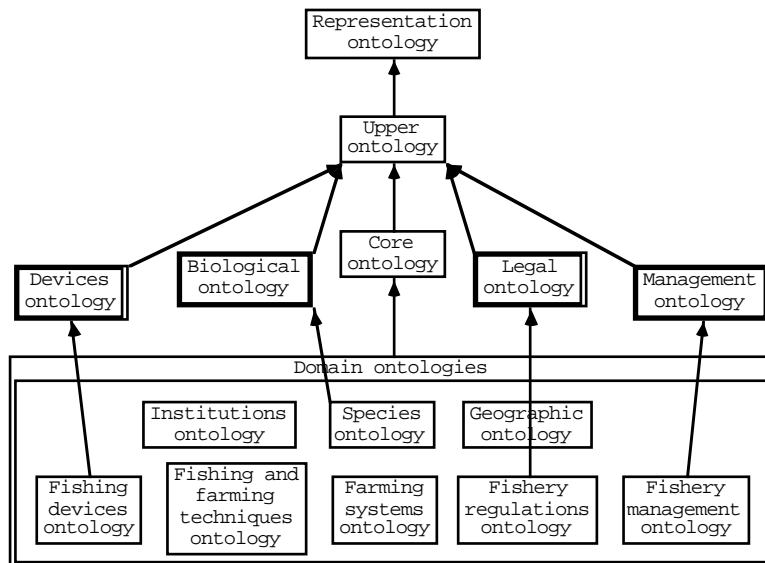 Representation
ontology
Upper
ontology
Core
ontology
Devices
ontology
Biological
ontology
Legal
ontology
Management
ontology
Domain ontologies
Institutions
ontology
Species
ontology
Geographic
ontology
Fishing
devices
ontology
Fishing and
farming
techniques
ontology
Farming
systems
ontology
Fishery
regulations
ontology
Fishery
management
ontology